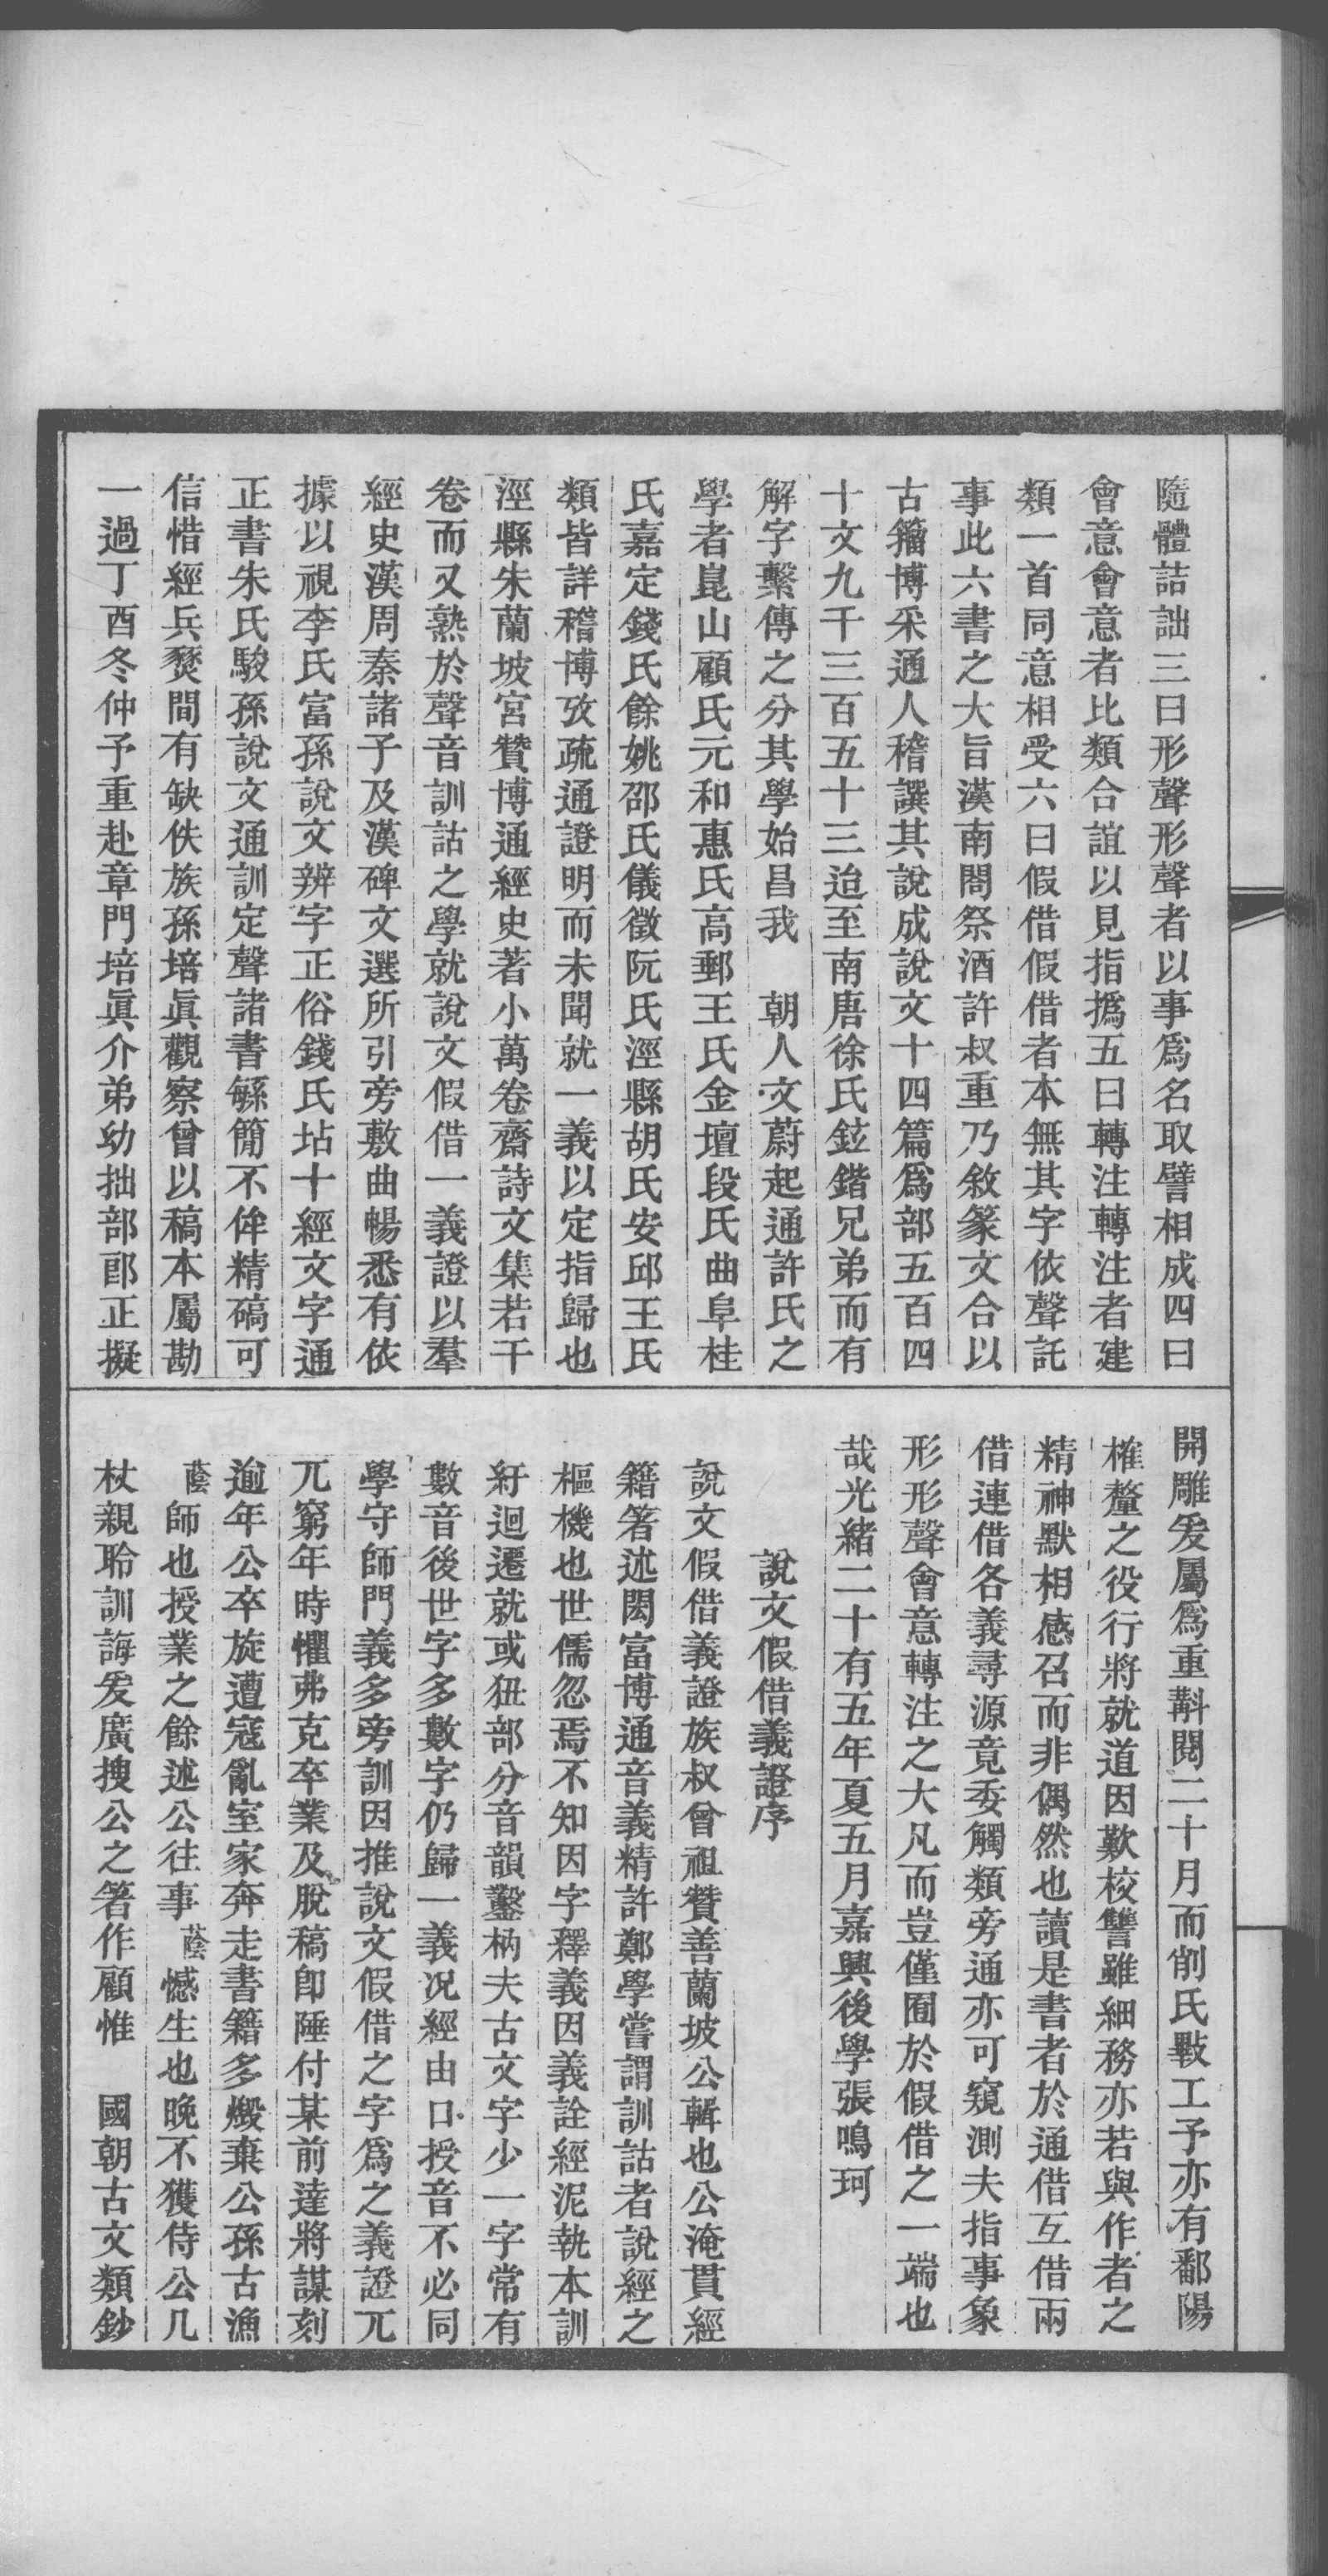 隨體詰詘三曰形聲形聲者以事爲名取譬相成四曰
會意會意者比類合誼以見指撝五曰轉注轉注者建
類一首同意相受六曰假借假借者本無其字依聲託
事此六書之大旨漢南閣祭酒許叔重乃敘篆文合以
古籀博采通人稽譔其說成說文十四篇爲部五百四
十文九千三百五十三迨至南唐徐氏鉉鍇兄弟而有
解字繫傳之分其學始昌我　朝人文蔚起通許氏之
學者崑山顧氏元和惠氏高郵王氏金壇段氏曲阜桂
氏嘉定錢氏餘姚邵氏儀徵阮氏涇縣胡氏安邱王氏
類皆詳稽博攷疏通證明而未聞就一義以定指歸也
涇縣朱蘭坡宮贊博通經史著小萬卷齋詩文集若干
卷而又熟於聲音訓詁之學就說文假借一義證以羣
經史漢周秦諸子及漢碑文選所引旁敷曲暢悉有依
據以視李氏富孫說文辨字正俗錢氏坫十經文字通
正書朱氏駿孫說文通訓定聲諸書繇簡不侔精碻可
信惜經兵燹間有缺佚族孫培眞觀察曾以稿本屬勘
一過丁酉冬仲予重赴章門培眞介弟幼拙部郎正擬
開雕爰屬爲重斠閱二十月而削氏斁工予亦有鄱陽
榷釐之役行將就道因歎校讐雖細務亦若與作者之
精神默相感召而非偶然也讀是書者於通借互借兩
借連借各義尋源竟委觸類旁通亦可窺測夫指事象
形形聲會意轉注之大凡而豈僅囿於假借之一端也
哉光緒二十有五年夏五月嘉興後學張鳴珂
說文假借義證序
說文假借義證族叔曾祖贊善蘭坡公輯也公淹貫經
籍箸述閎富博通音義精許鄭學嘗謂訓詁者說經之
樞機也世儒忽焉不知因字釋義因義詮經泥執本訓
紆迴遷就或狃部分音韻鑿枘夫古文字少一字常有
數音後世字多數字仍歸一義况經由口授音不必同
學守師門義多旁訓因推說文假借之字爲之義證兀
兀窮年時懼弗克卒業及脫稿卽陲付某前達將謀刻
逾年公卒旋遭寇亂室家奔走書籍多燬棄公孫古漁
蔭師也授業之餘述公往事蔭憾生也晚不獲侍公几
杖親聆訓誨爰廣搜公之箸作顧惟　國朝古文類鈔